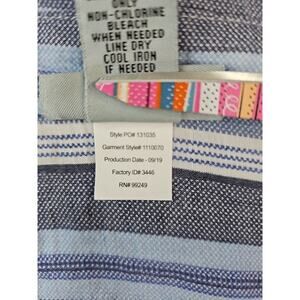 ONLY
NON-CHLORINE
BLEACH
WHEN NEEDED
LINE DRY
COOL IRON
IF NEEDED
Style PO# 131035
Garment Style# 1110070
Production Date - 09/19
Factory ID# 3446
RN# 99249